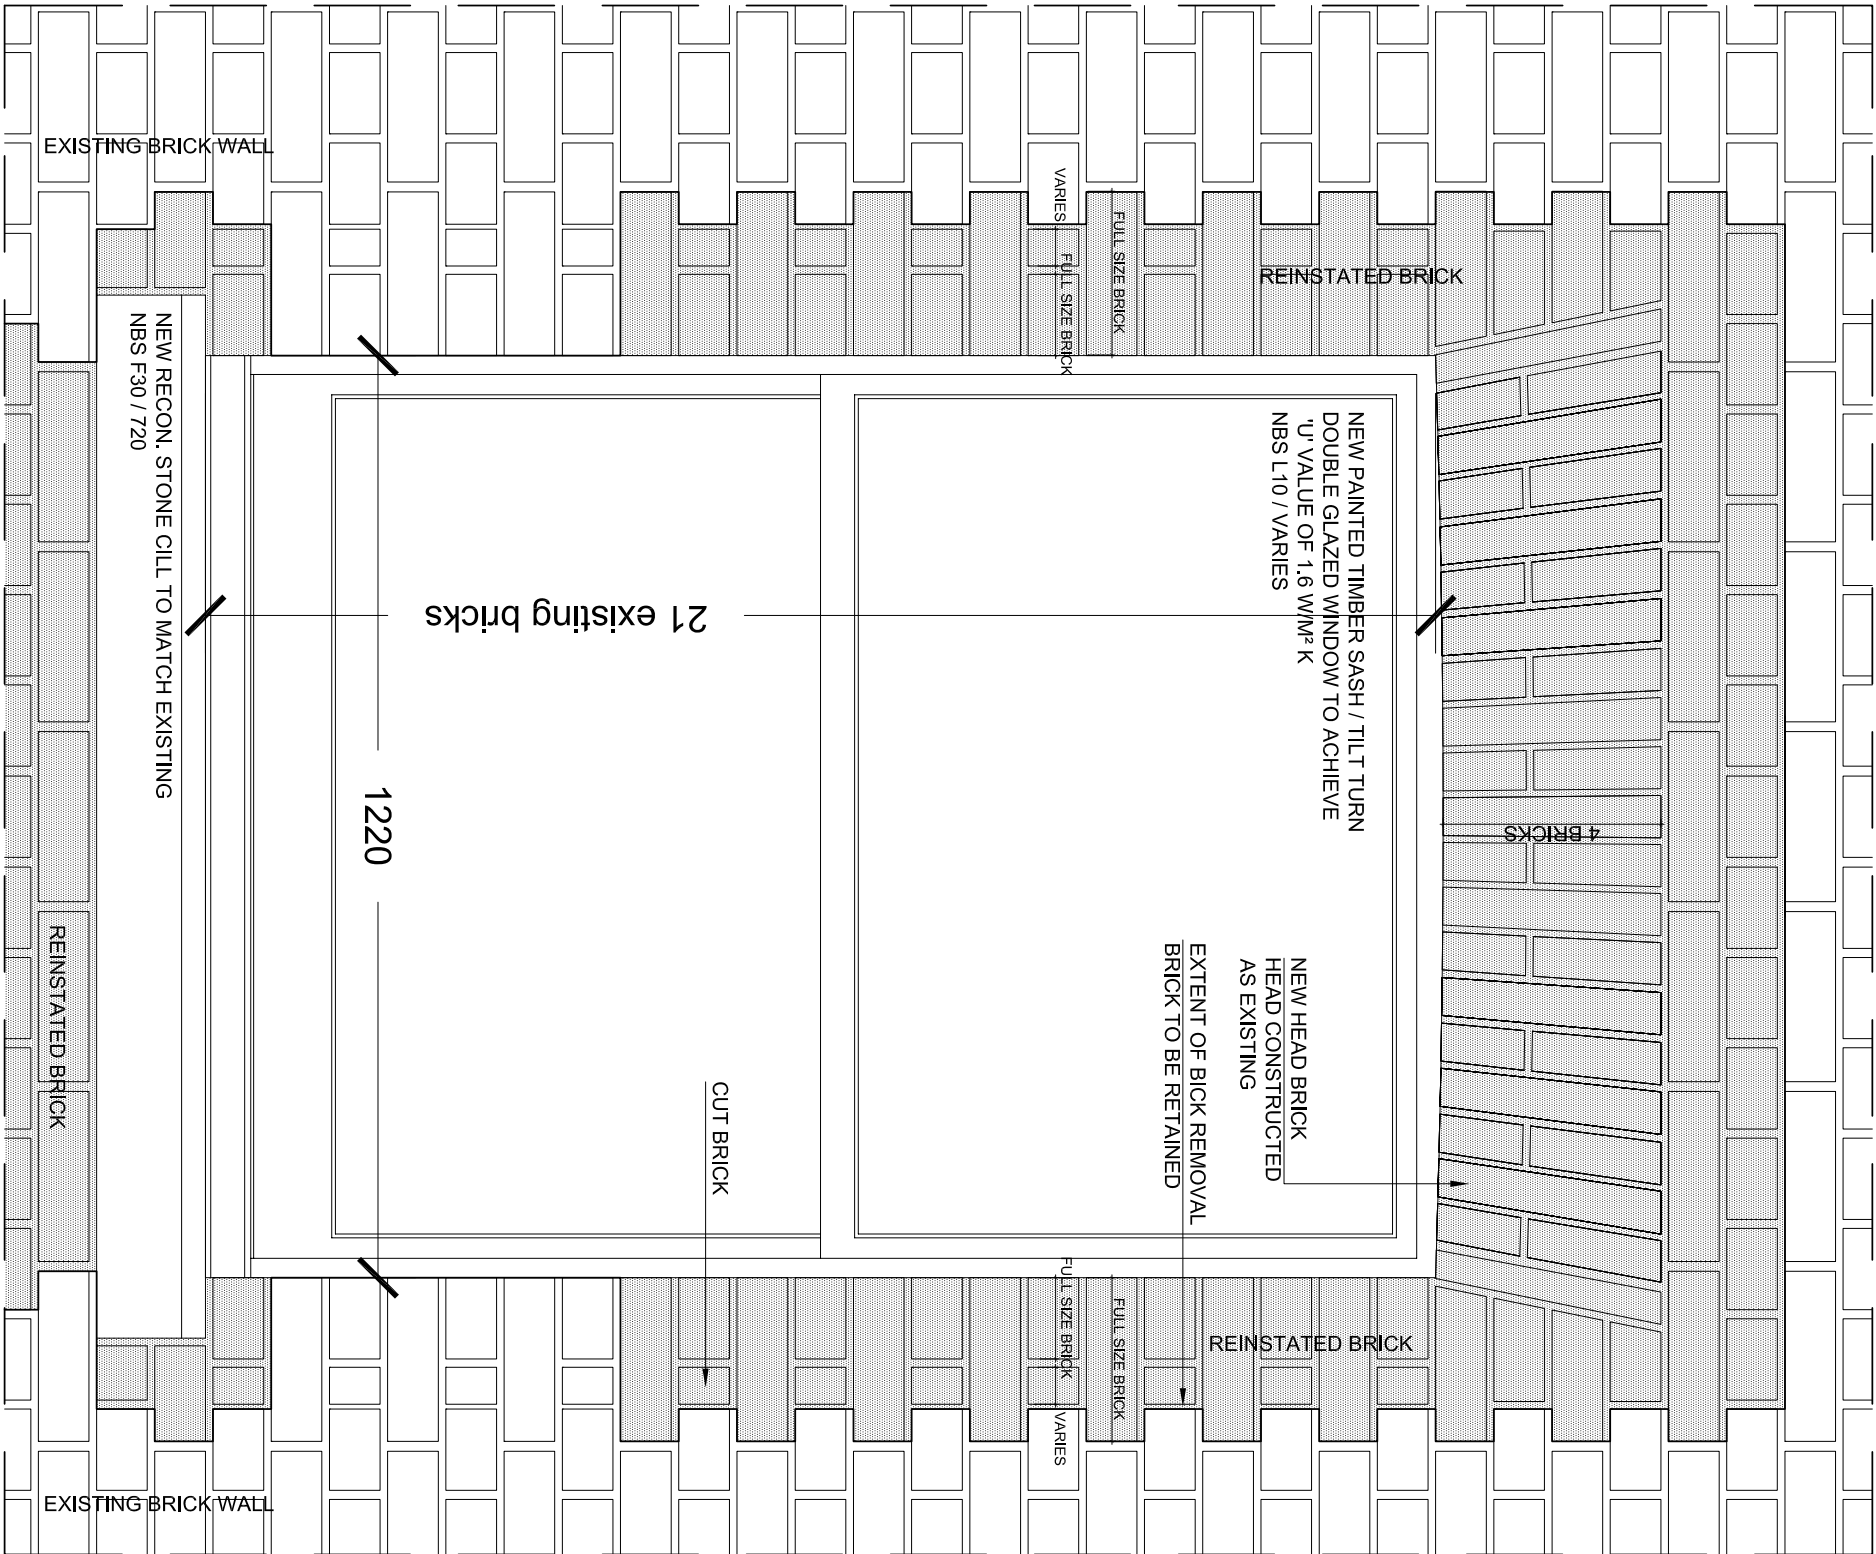 EXISTING BRICK WALL
VARIES
FULL SIZE BRICK
FULL SIZE BRICK
REINSTATED BRICK
NEW RECON. STONE CILL TO MATCH EXISTING
NBS F30 / 720
NEW PAINTED TIMBER SASH / TILT TURN
DOUBLE GLAZED WINDOW TO ACHIEVE
'U' VALUE OF 1.6 W/M² K
NBS L10 / VARIES
21 existing bricks
1220
4 BRICKS
NEW HEAD BRICK
HEAD CONSTRUCTED
AS EXISTING
EXTENT OF BICK REMOVAL
BRICK TO BE RETAINED
CUT BRICK
REINSTATED BRICK
FULL SIZE BRICK
FULL SIZE BRICK
VARIES
REINSTATED BRICK
EXISTING BRICK WALL